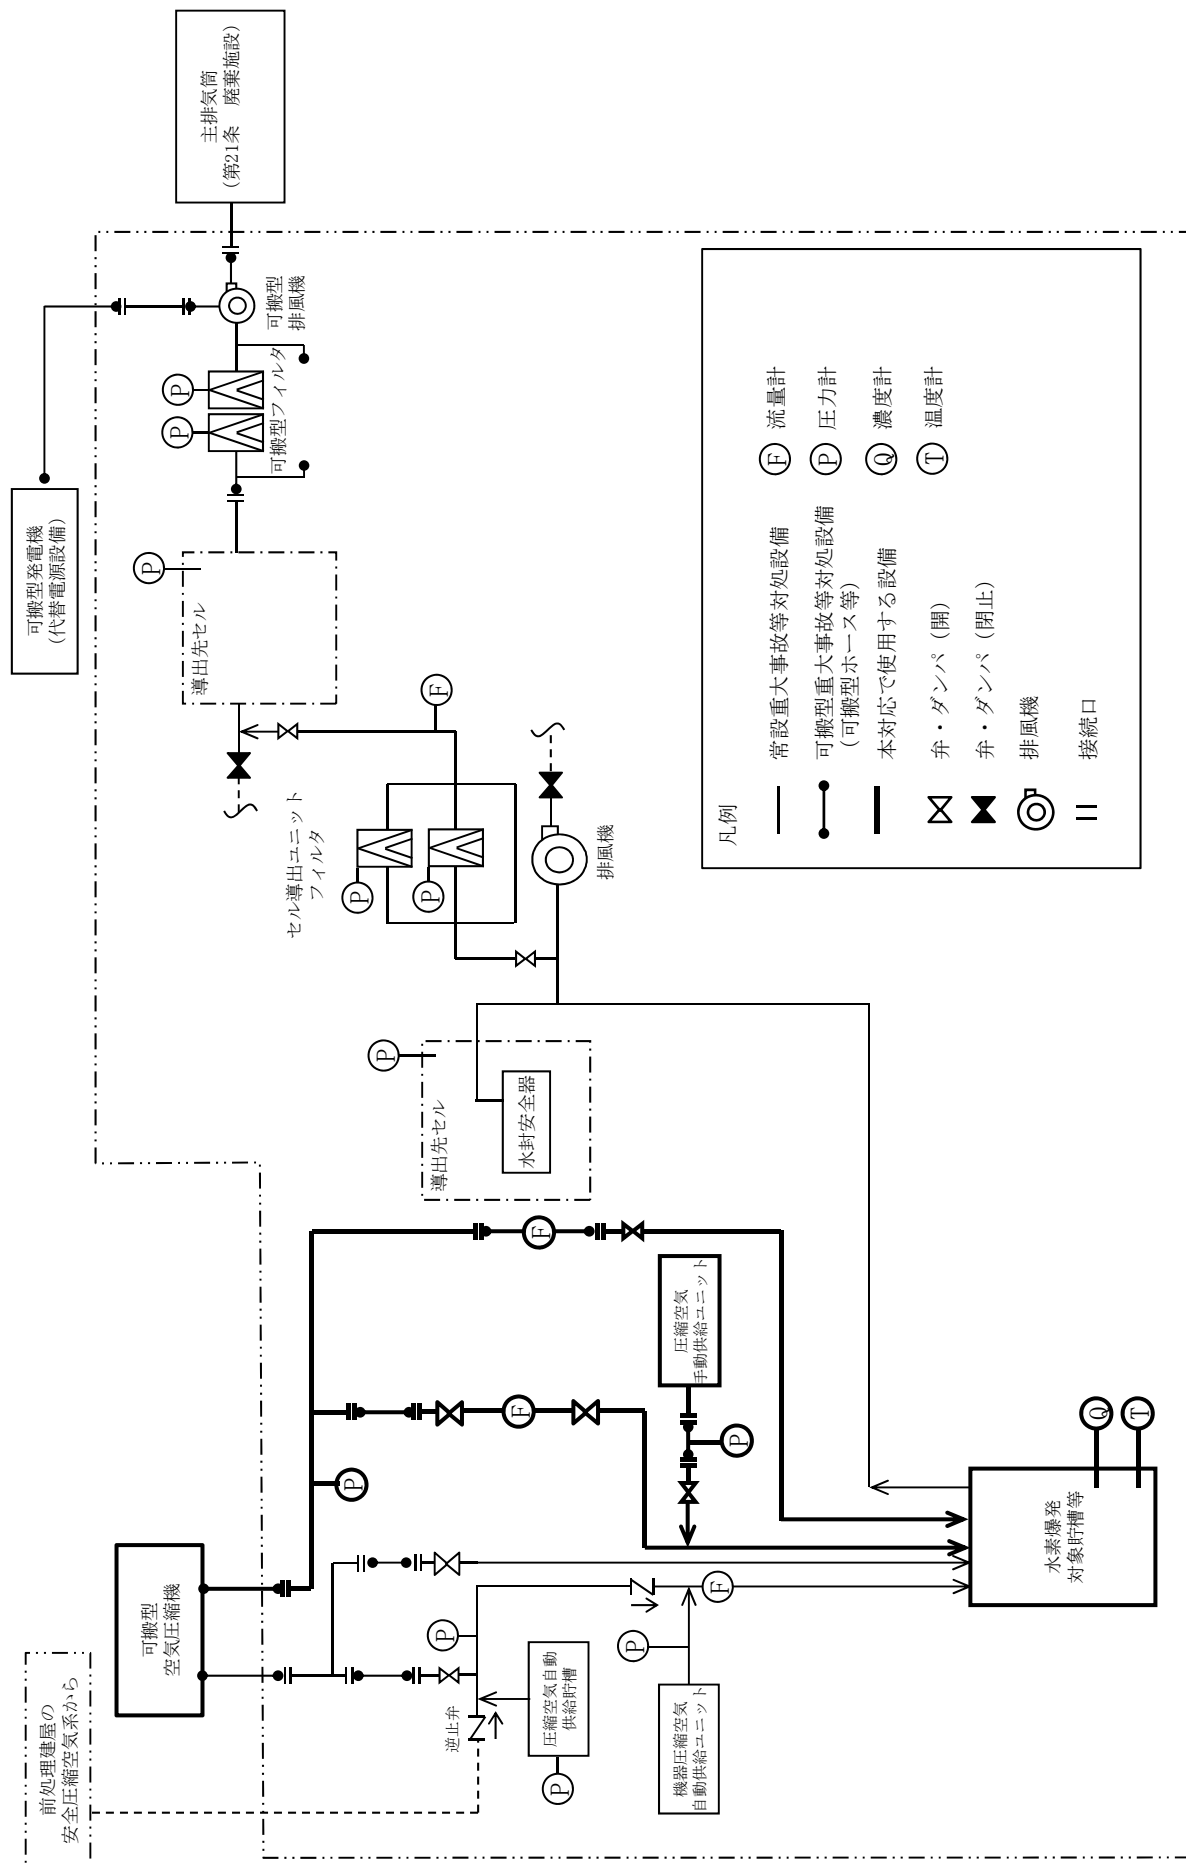 前処理建屋の
安全圧縮空気系から
可搬型
空気圧縮機
逆止弁
P
P
圧縮空気自動
供給貯槽
P
機器圧縮空気
自動供給ユニット
P
F
P
F
圧縮空気
手動供給ユニット
P
F
水素爆発
対象貯槽等
Q
T
導出先セル
P
水封安全器
セル導出ユニット
フィルタ
P
P
排風機
F
導出先セル
P
可搬型発電機
(代替電源設備)
可搬型フィルタ
P
P
可搬型
排風機
主排気筒
(第21条 廃棄施設)
凡例
常設重大事故等対処設備
可搬型重大事故等対処設備
(可搬型ホース等)
本対応で使用する設備
弁・ダンパ(開)
弁・ダンパ(閉止)
排風機
接続口
F 流量計
P 圧力計
Q 濃度計
T 温度計